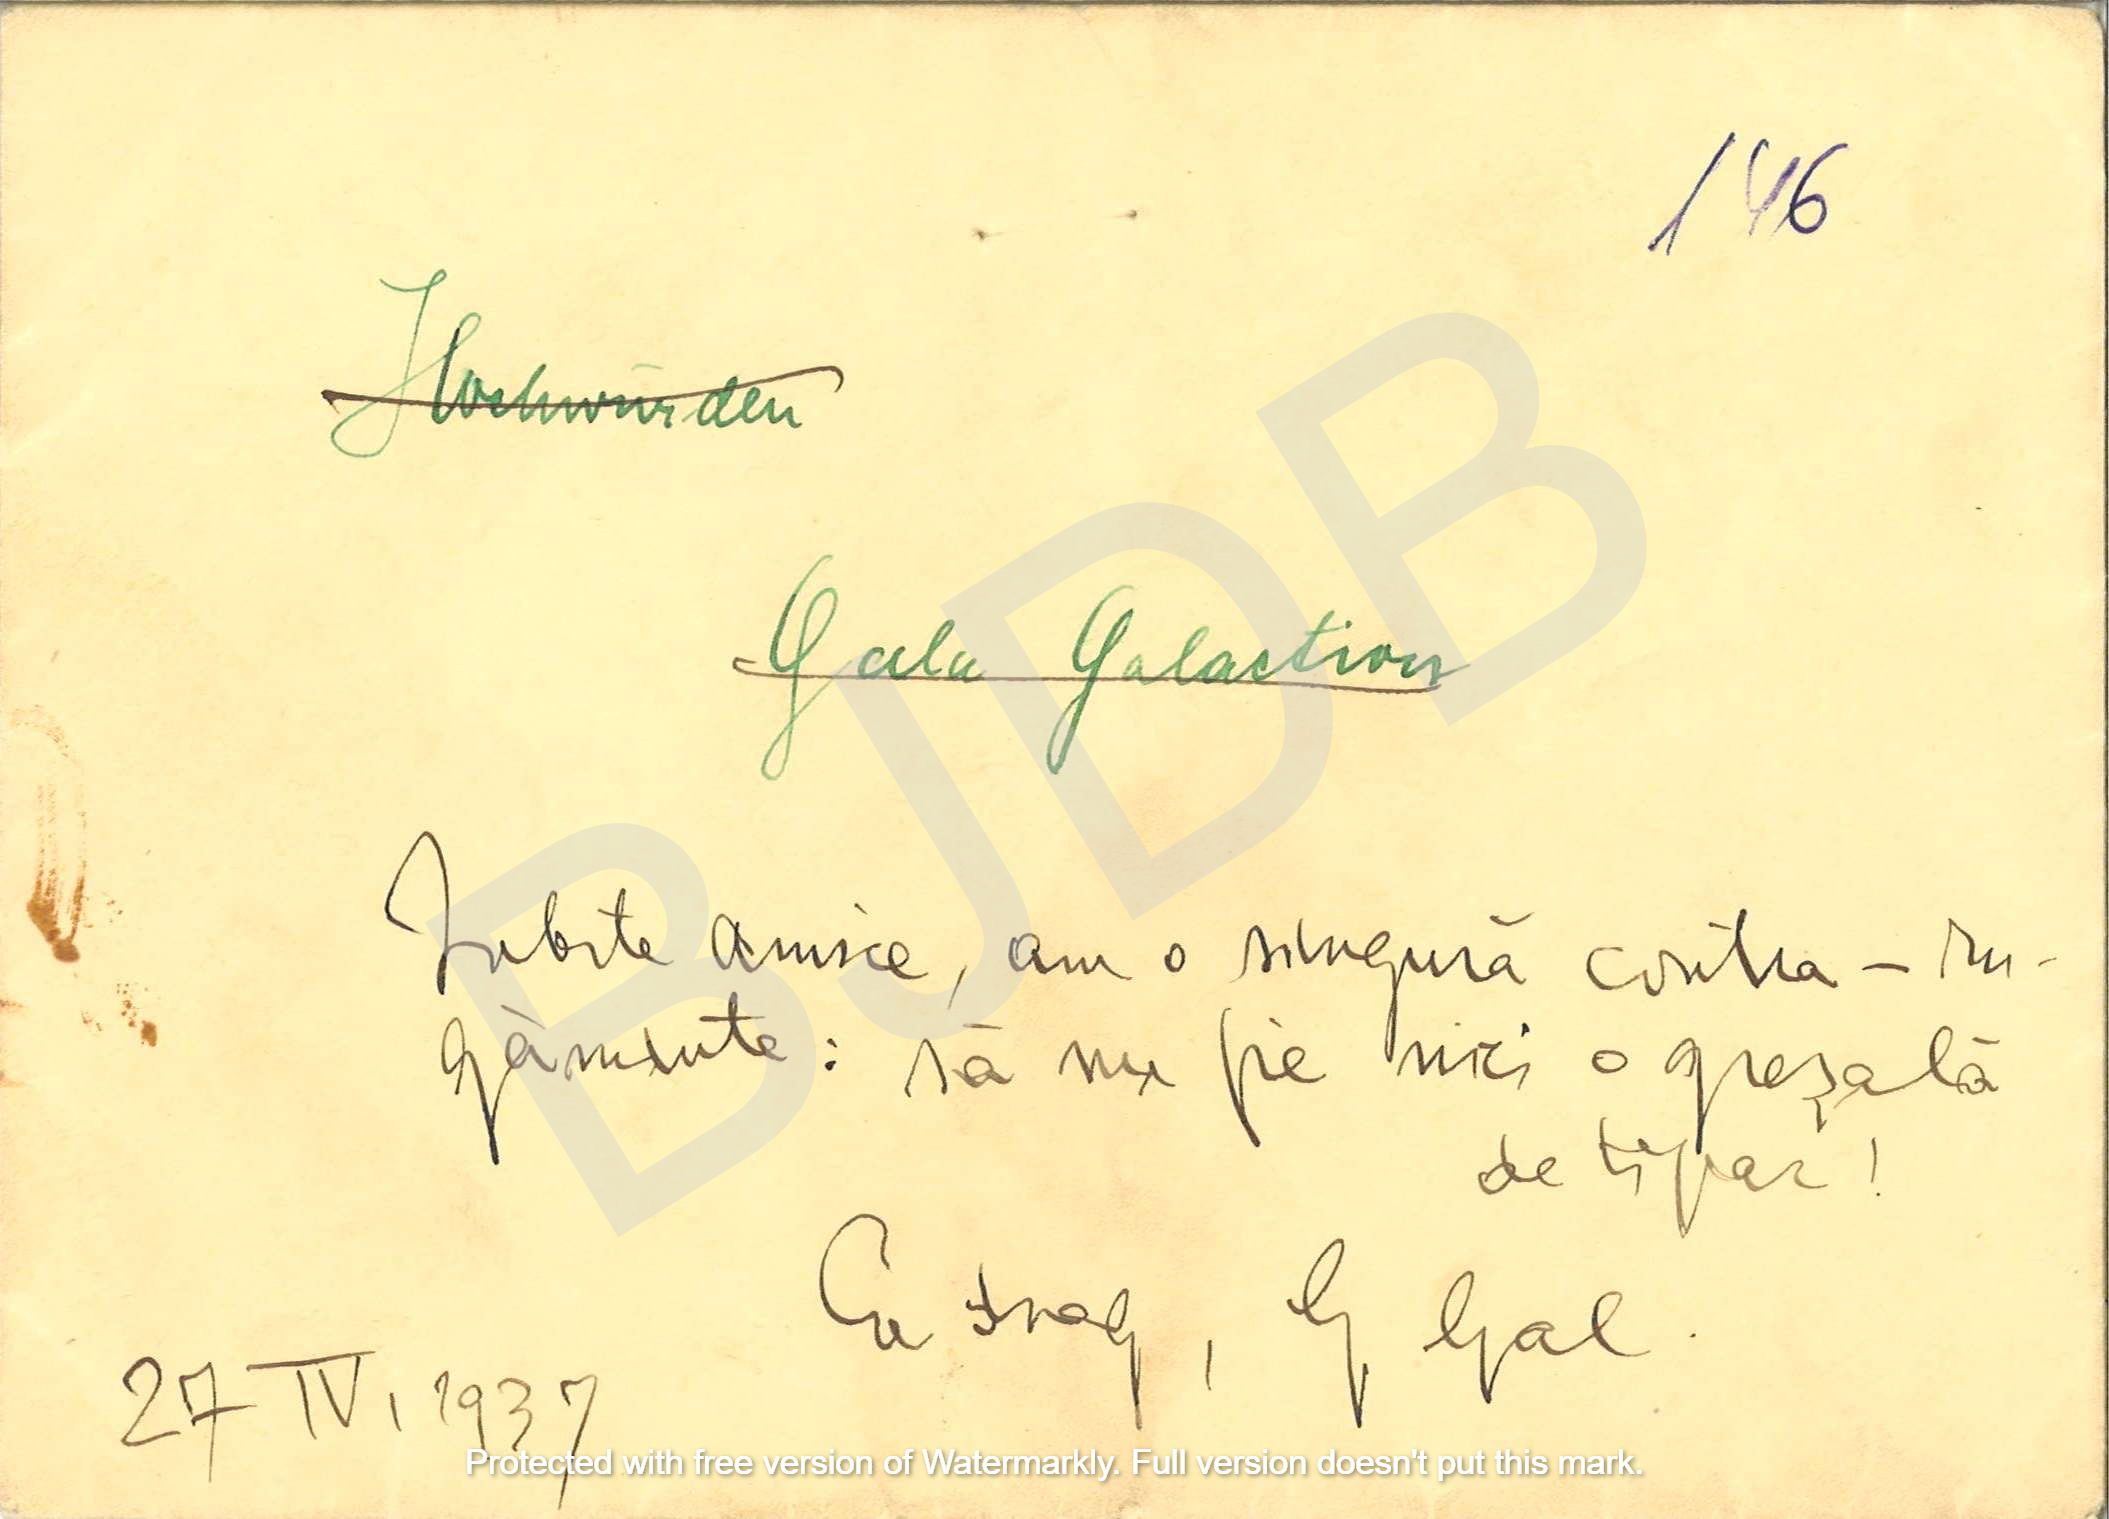 146
Hochwürden
Gala Galaction
Iubite amice, am o singură contra - ru-
găminte: să nu fie nici o greșală
de tipar!
Cu drag, G Gal.
27 IV, 1937
BJDB
Protected with free version of Watermarkly. Full version doesn't put this mark.